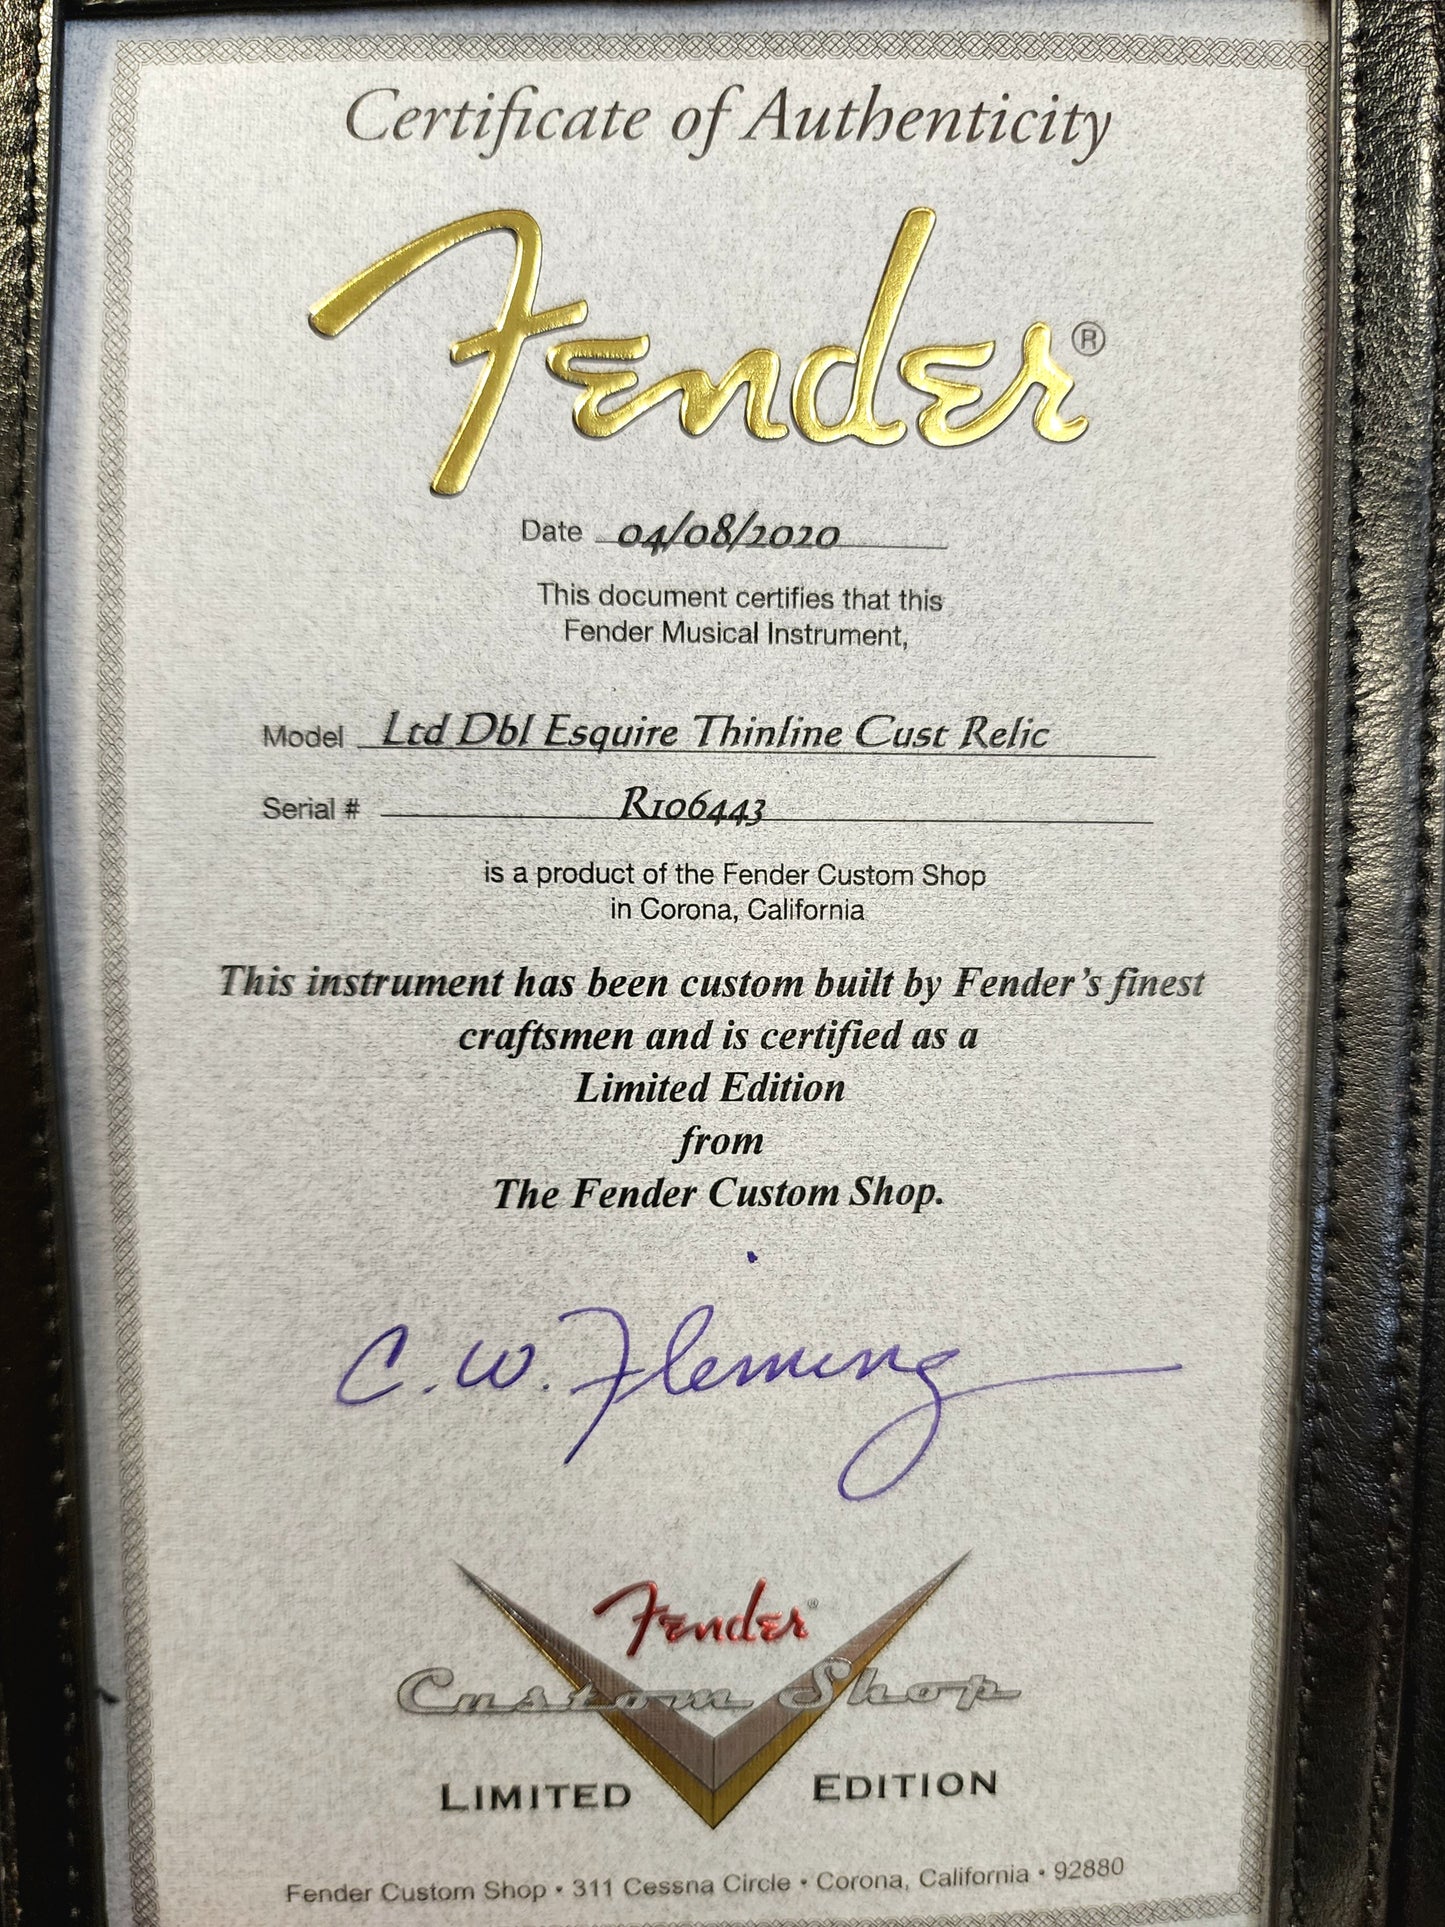 Certificate of Authenticity
Fender®
Date 04/08/2020
This document certifies that this
Fender Musical Instrument,
Model Ltd Dbl Esquire Thinline Cust Relic
Serial # R106443
is a product of the Fender Custom Shop
in Corona, California
This instrument has been custom built by Fender's finest
craftsmen and is certified as a
Limited Edition
from
The Fender Custom Shop.
C. W. Fleming
Fender®
Custom Shop
LIMITED EDITION
Fender Custom Shop • 311 Cessna Circle • Corona, California • 92880